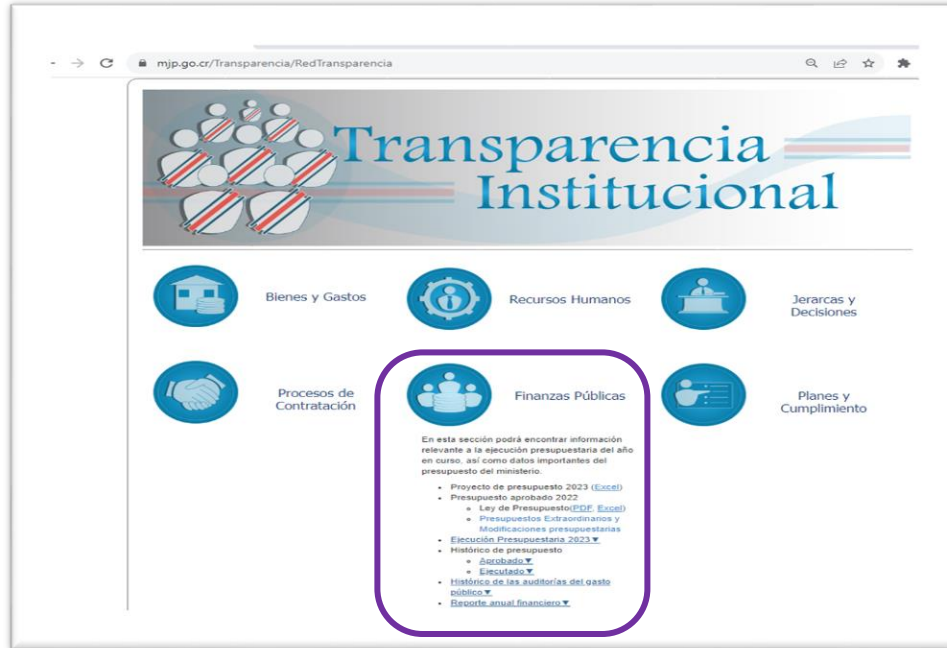 mjp.go.cr/Transparencia/RedTransparencia
Transparencia
Institucional
Bienes y Gastos
Recursos Humanos
Jerarcas y
Decisiones
Procesos de
Contratación
Finanzas Públicas
Planes y
Cumplimiento
En esta sección podrá encontrar información
relevante a la ejecución presupuestaria del año
en curso, así como datos importantes del
presupuesto del ministerio.
Proyecto de presupuesto 2023 (Excel)
Presupuesto aprobado 2022
Ley de Presupuesto(PDF, Excel)
Presupuestos Extraordinarios y
Modificaciones presupuestarias
Ejecución Presupuestaria 2023▼
Histórico de presupuesto
Aprobado▼
Ejecutado▼
Histórico de las auditorías del gasto
público▼
Reporte anual financiero▼